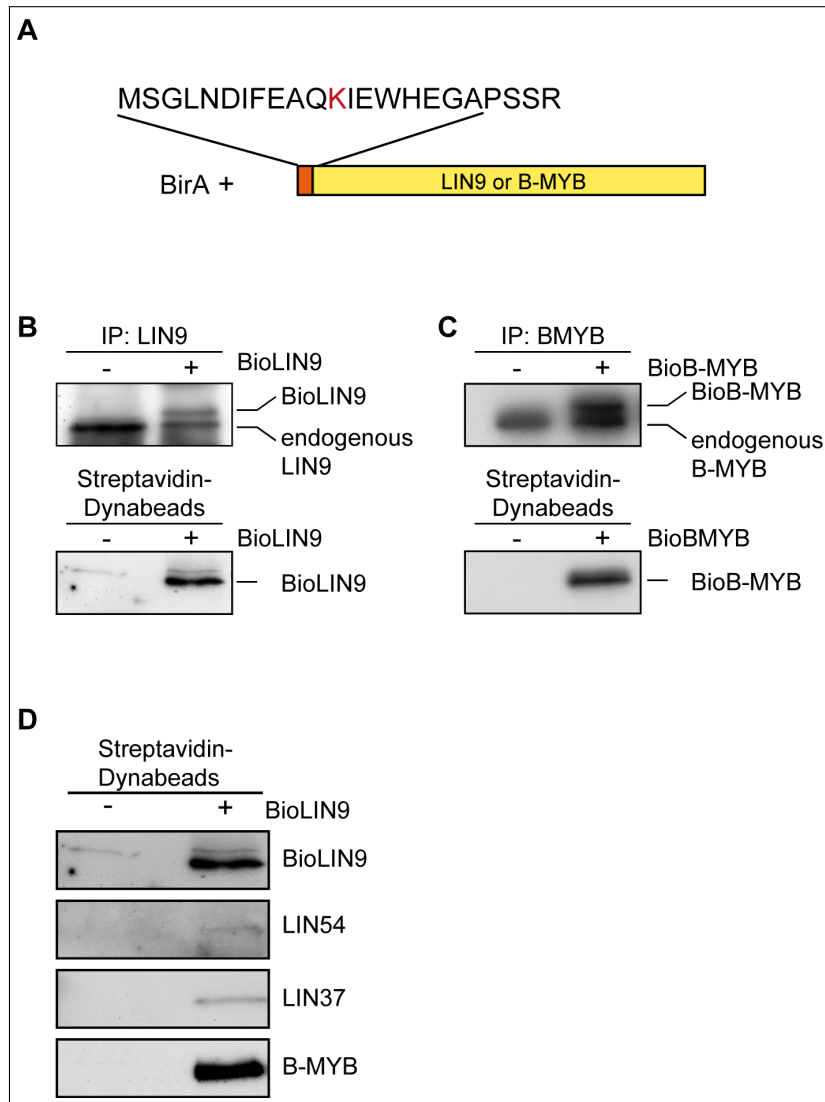 A
MSGLNDIFEAQKIEWHEGAPSSR
BirA +
LIN9 or B-MYB
B
IP: LIN9
- + BioLIN9
BioLIN9
endogenous
LIN9
Streptavidin-
Dynabeads
- + BioLIN9
BioLIN9
C
IP: BMYB
- + BioB-MYB
BioB-MYB
endogenous
B-MYB
Streptavidin-
Dynabeads
- + BioBMYB
BioB-MYB
D
Streptavidin-
Dynabeads
- + BioLIN9
BioLIN9
LIN54
LIN37
B-MYB